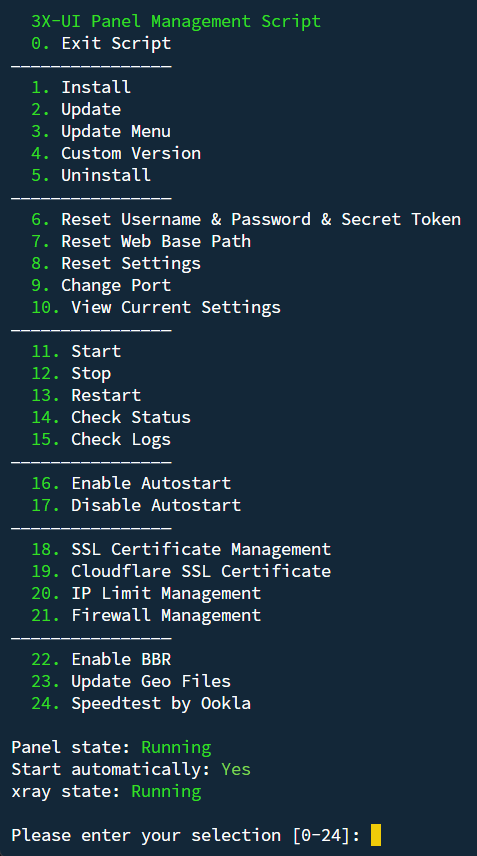 3X-UI Panel Management Script
0. Exit Script
————————————————
1. Install
2. Update
3. Update Menu
4. Custom Version
5. Uninstall
————————————————
6. Reset Username & Password & Secret Token
7. Reset Web Base Path
8. Reset Settings
9. Change Port
10. View Current Settings
————————————————
11. Start
12. Stop
13. Restart
14. Check Status
15. Check Logs
————————————————
16. Enable Autostart
17. Disable Autostart
————————————————
18. SSL Certificate Management
19. Cloudflare SSL Certificate
20. IP Limit Management
21. Firewall Management
————————————————
22. Enable BBR
23. Update Geo Files
24. Speedtest by Ookla
Panel state: Running
Start automatically: Yes
xray state: Running
Please enter your selection [0-24]: